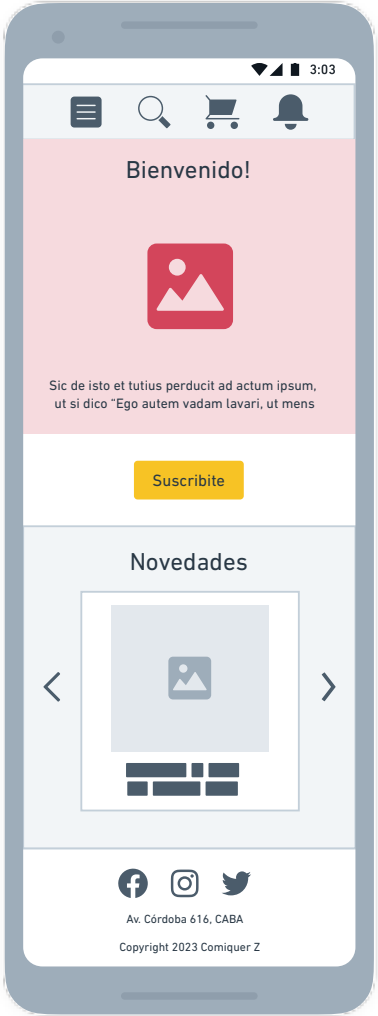 3:03
Bienvenido!
Sic de isto et tutius perducit ad actum ipsum,
ut si dico “Ego autem vadam lavari, ut mens
Suscribite
Novedades
Av. Córdoba 616, CABA
Copyright 2023 Comiquer Z